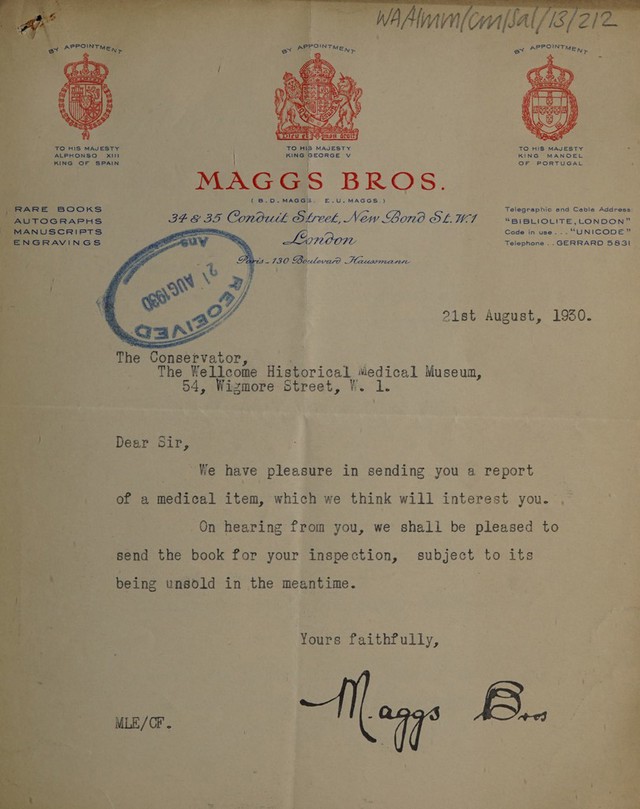 WA/HMM/CM/Sal/13/212
BY APPOINTMENT
TO HIS MAJESTY
ALPHONSO XIII
KING OF SPAIN
BY APPOINTMENT
TO HIS MAJESTY
KING GEORGE V
BY APPOINTMENT
TO HIS MAJESTY
KING MANOEL
OF PORTUGAL
MAGGS BROS.
(B.D. MAGGS. E.U. MAGGS.)
RARE BOOKS
AUTOGRAPHS
MANUSCRIPTS
ENGRAVINGS
34 & 35 Conduit Street, New Bond St. W.1
London
Paris - 130 Boulevard Haussmann
Telegraphic and Cable Address:
"BIBLIOLITE, LONDON"
Code in use ... "UNICODE"
Telephone ... GERRARD 5831
RECEIVED
21 AUG 1930
Ans
21st August, 1930.
The Conservator,
The Wellcome Historical Medical Museum,
54, Wigmore Street, W. 1.
Dear Sir,
We have pleasure in sending you a report
of a medical item, which we think will interest you.
On hearing from you, we shall be pleased to
send the book for your inspection, subject to its
being unsold in the meantime.
Yours faithfully,
Maggs Bros
MLE/CF.